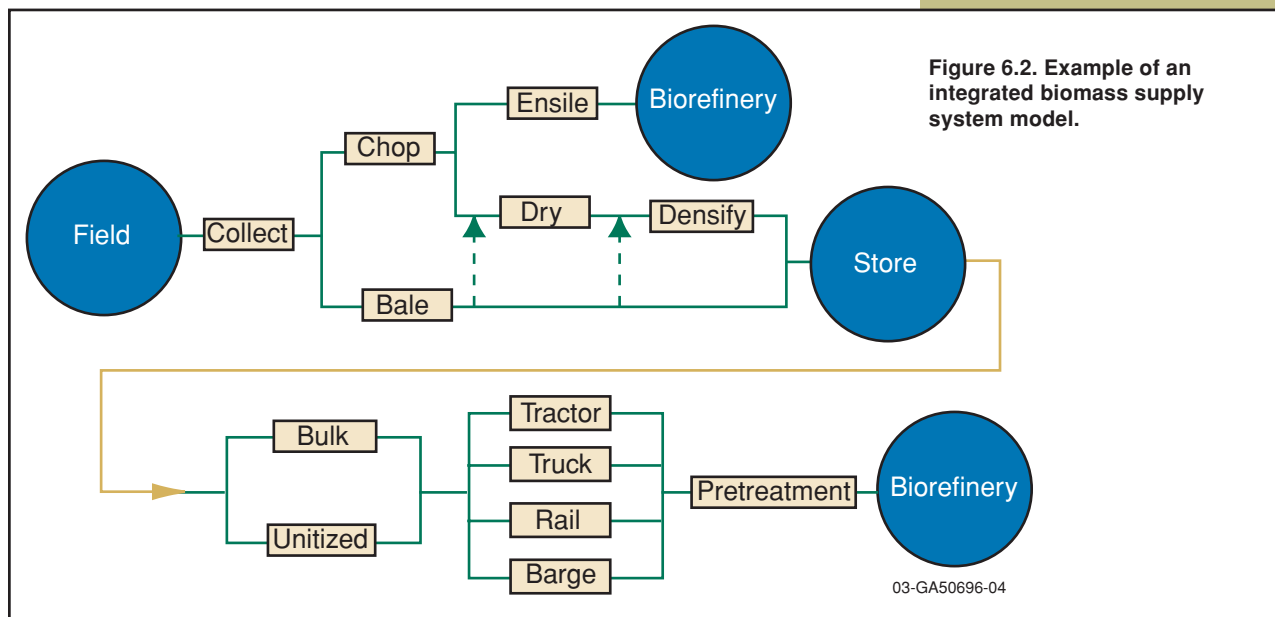 Figure 6.2. Example of an
integrated biomass supply
system model.
Field
Collect
Chop
Ensile
Biorefinery
Dry
Densify
Bale
Store
Bulk
Unitized
Tractor
Truck
Rail
Barge
Pretreatment
Biorefinery
03-GA50696-04